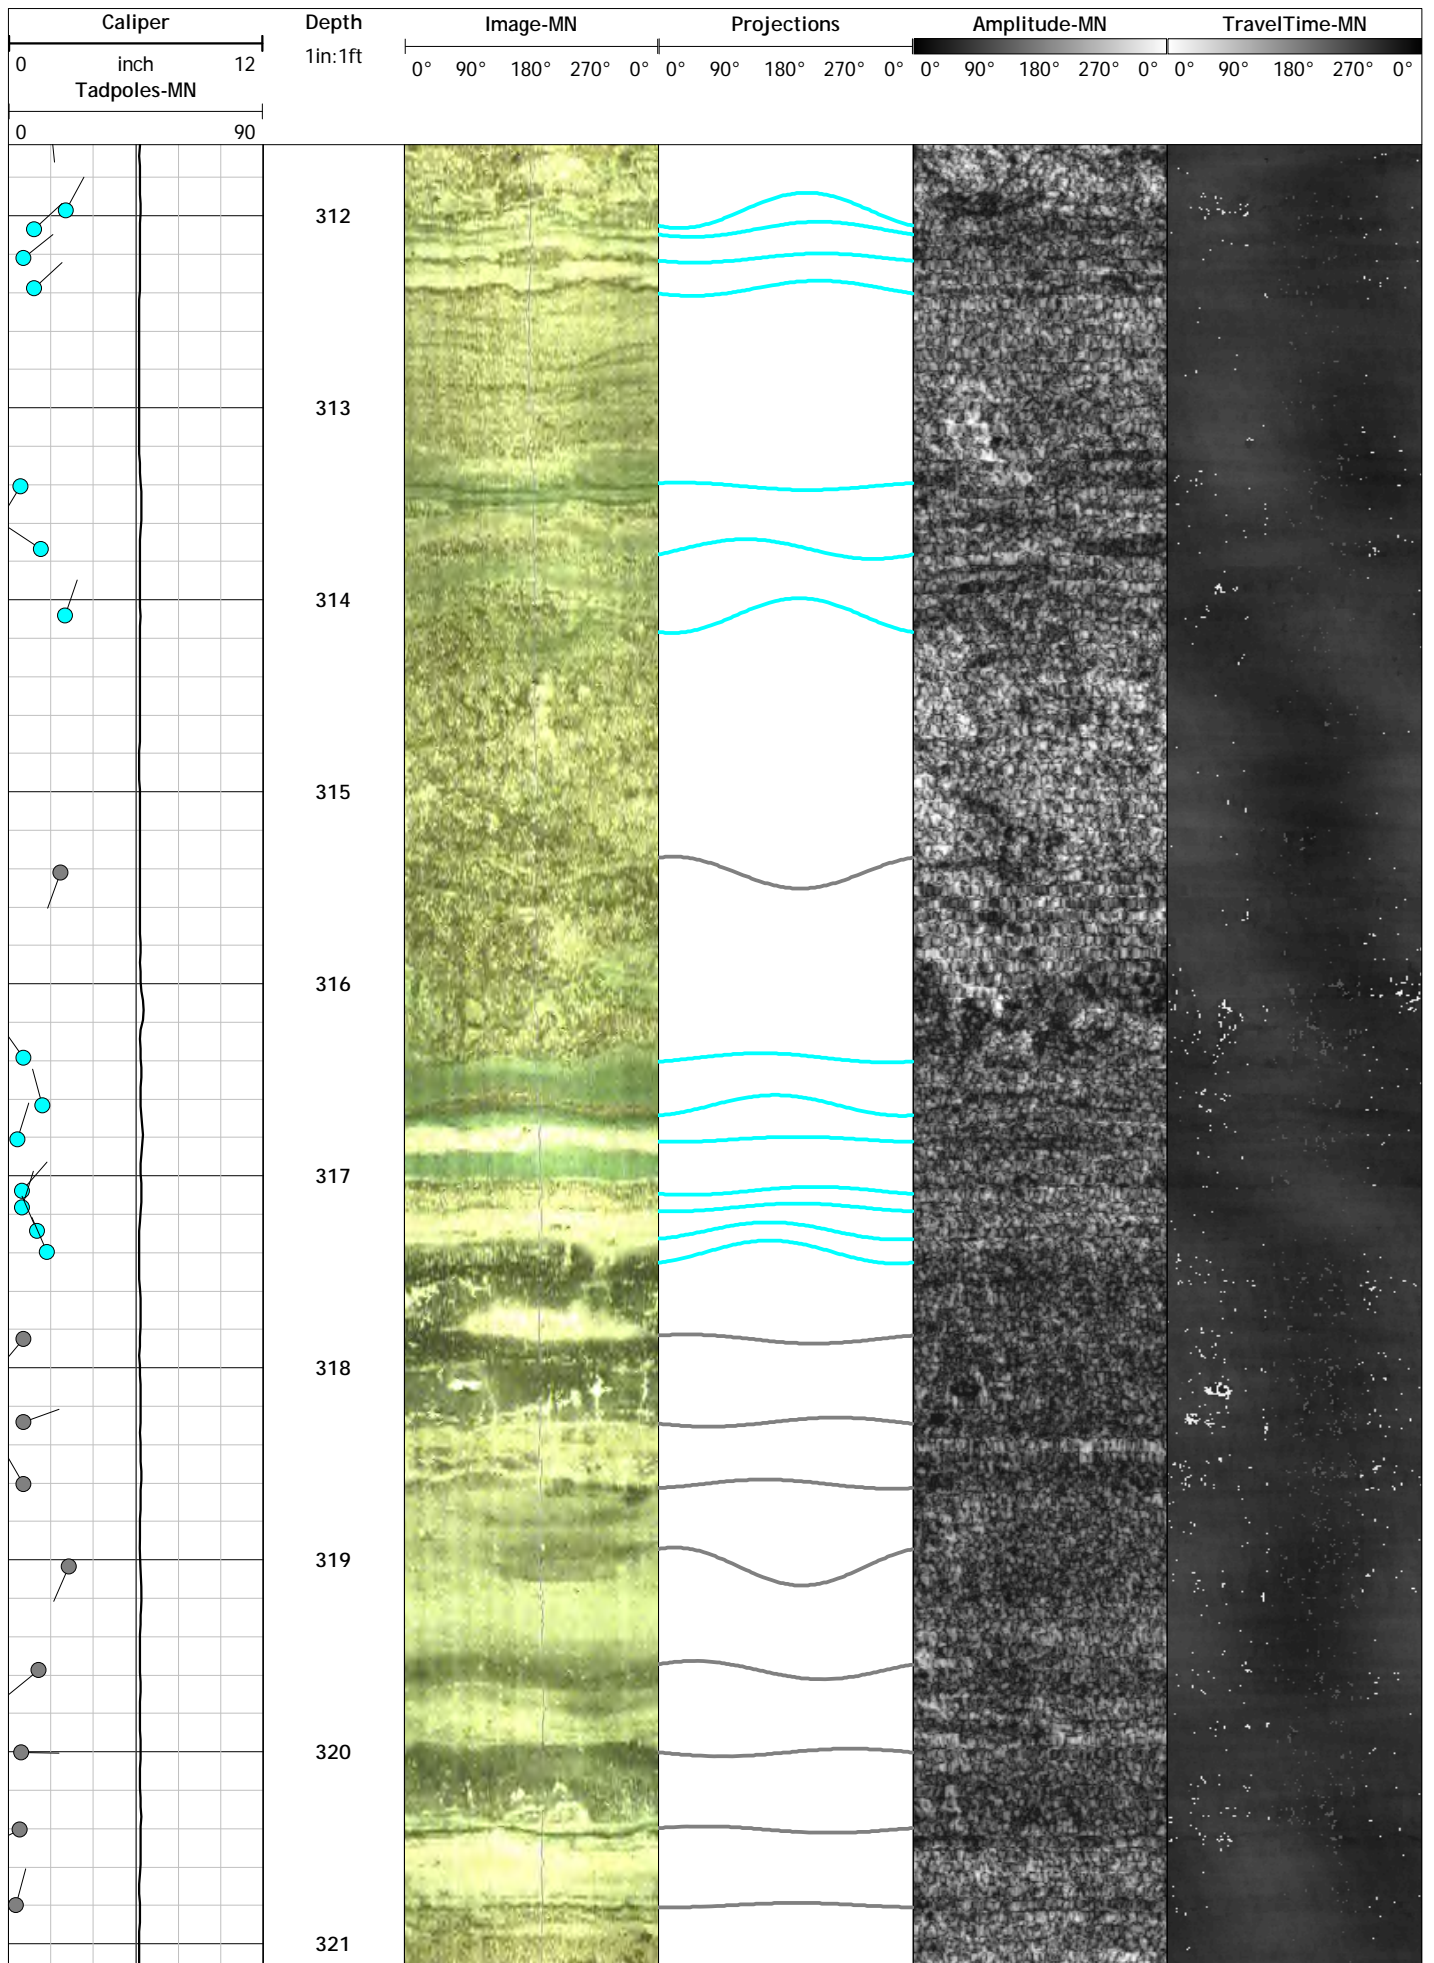 Caliper Depth Image-MN Projections Amplitude-MN TravelTime-MN
1in:1ft
0 inch 12 0° 90° 180° 270° 0° 0° 90° 180° 270° 0° 0° 90° 180° 270° 0° 0° 90° 180° 270° 0°
Tadpoles-MN
0 90
312
313
314
315
316
317
318
319
320
321